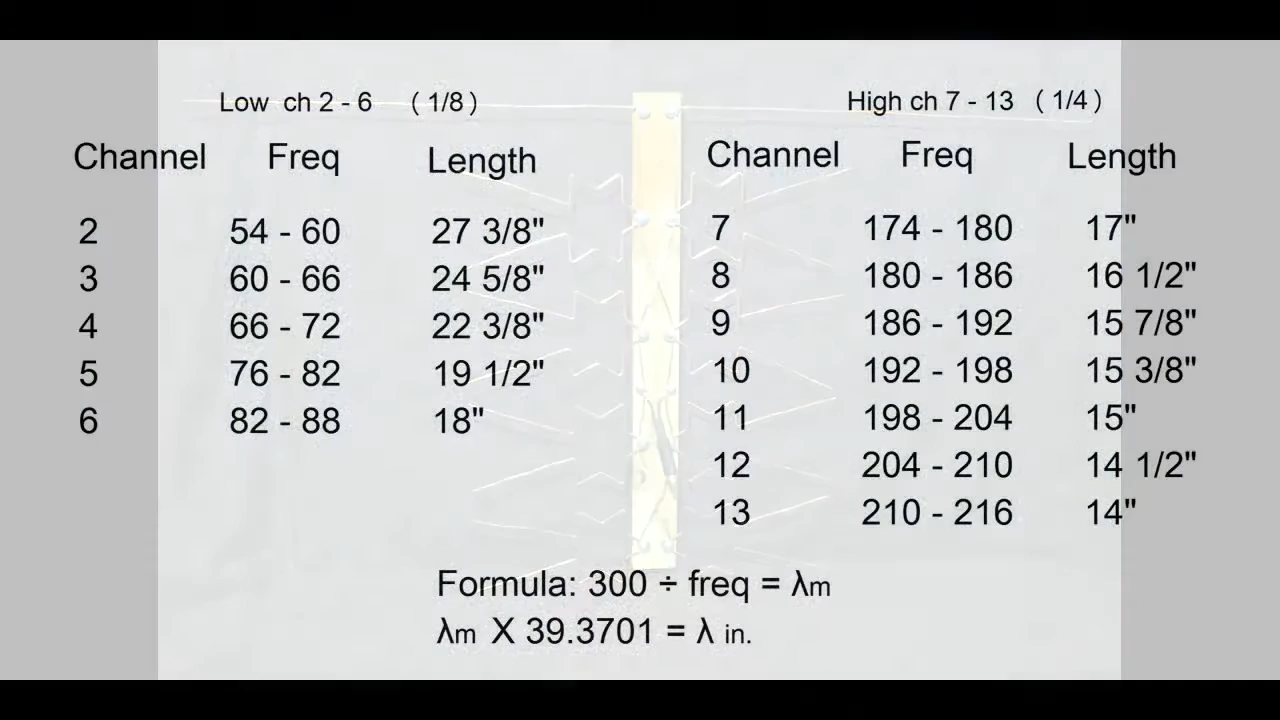 Low ch 2 - 6 ( 1/8 )
Channel Freq Length
2 54 - 60 27 3/8"
3 60 - 66 24 5/8"
4 66 - 72 22 3/8"
5 76 - 82 19 1/2"
6 82 - 88 18"
High ch 7 - 13 ( 1/4 )
Channel Freq Length
7 174 - 180 17"
8 180 - 186 16 1/2"
9 186 - 192 15 7/8"
10 192 - 198 15 3/8"
11 198 - 204 15"
12 204 - 210 14 1/2"
13 210 - 216 14"
Formula: 300 ÷ freq = λm
λm X 39.3701 = λ in.